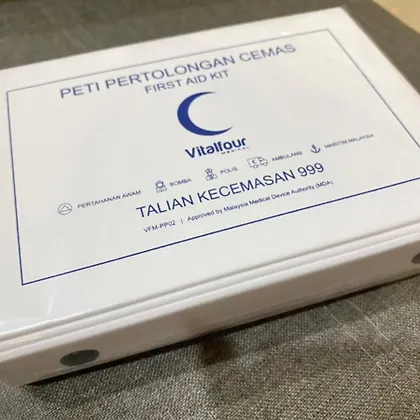 PETI PERTOLONGAN CEMAS
FIRST AID KIT
Vitalfour
MEDICAL
PERTAHANAN AWAM BOMBA POLIS AMBULANS MARITIM MALAYSIA
TALIAN KECEMASAN 999
VFM-PP02 | Approved by Malaysia Medical Device Authority (MDA)